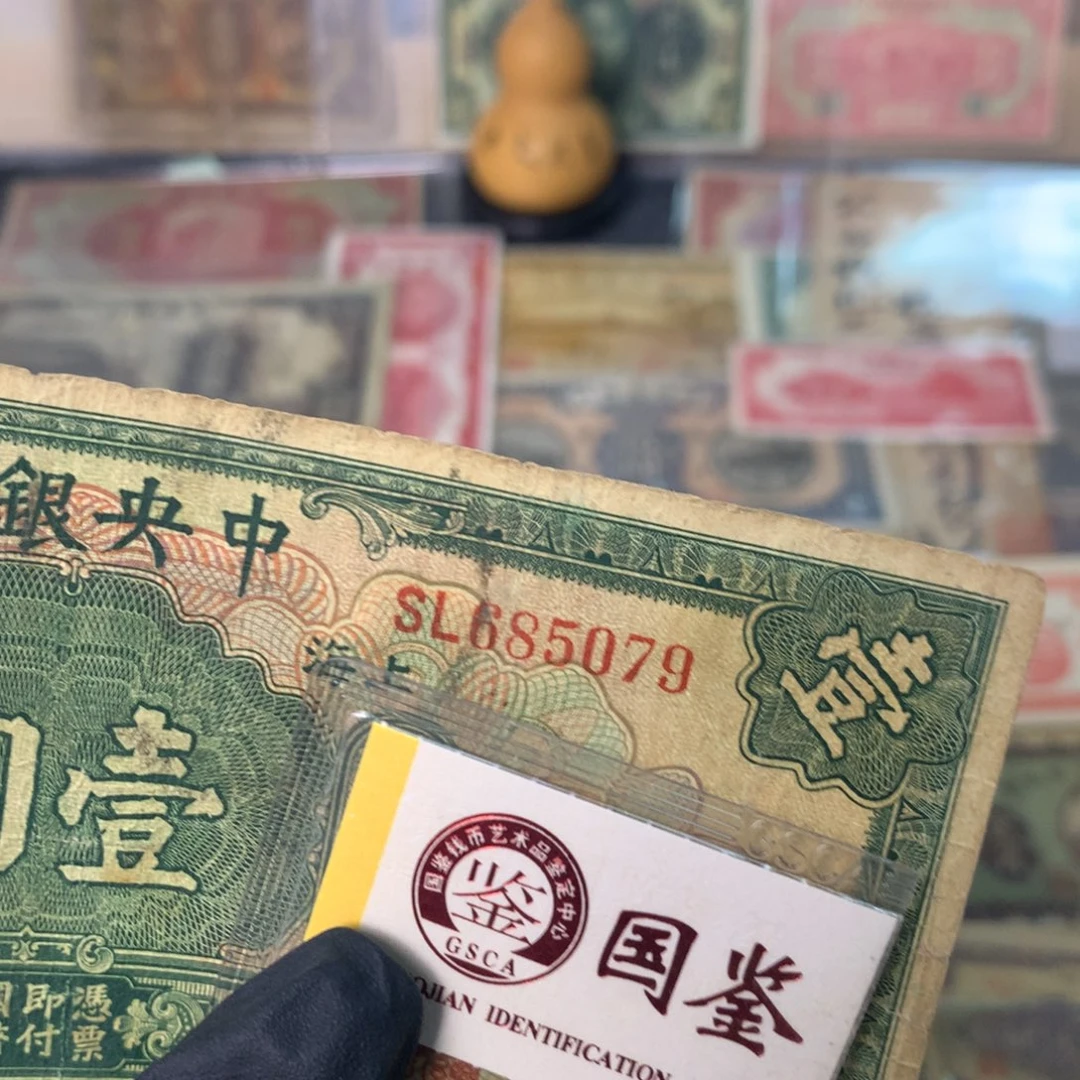 銀央中
SL685079
海上
壹
壹
即憑
付票
国鉴钱币艺术品鉴定中心
鉴
GSCA
国鉴
OJIAN IDENTIFICATION